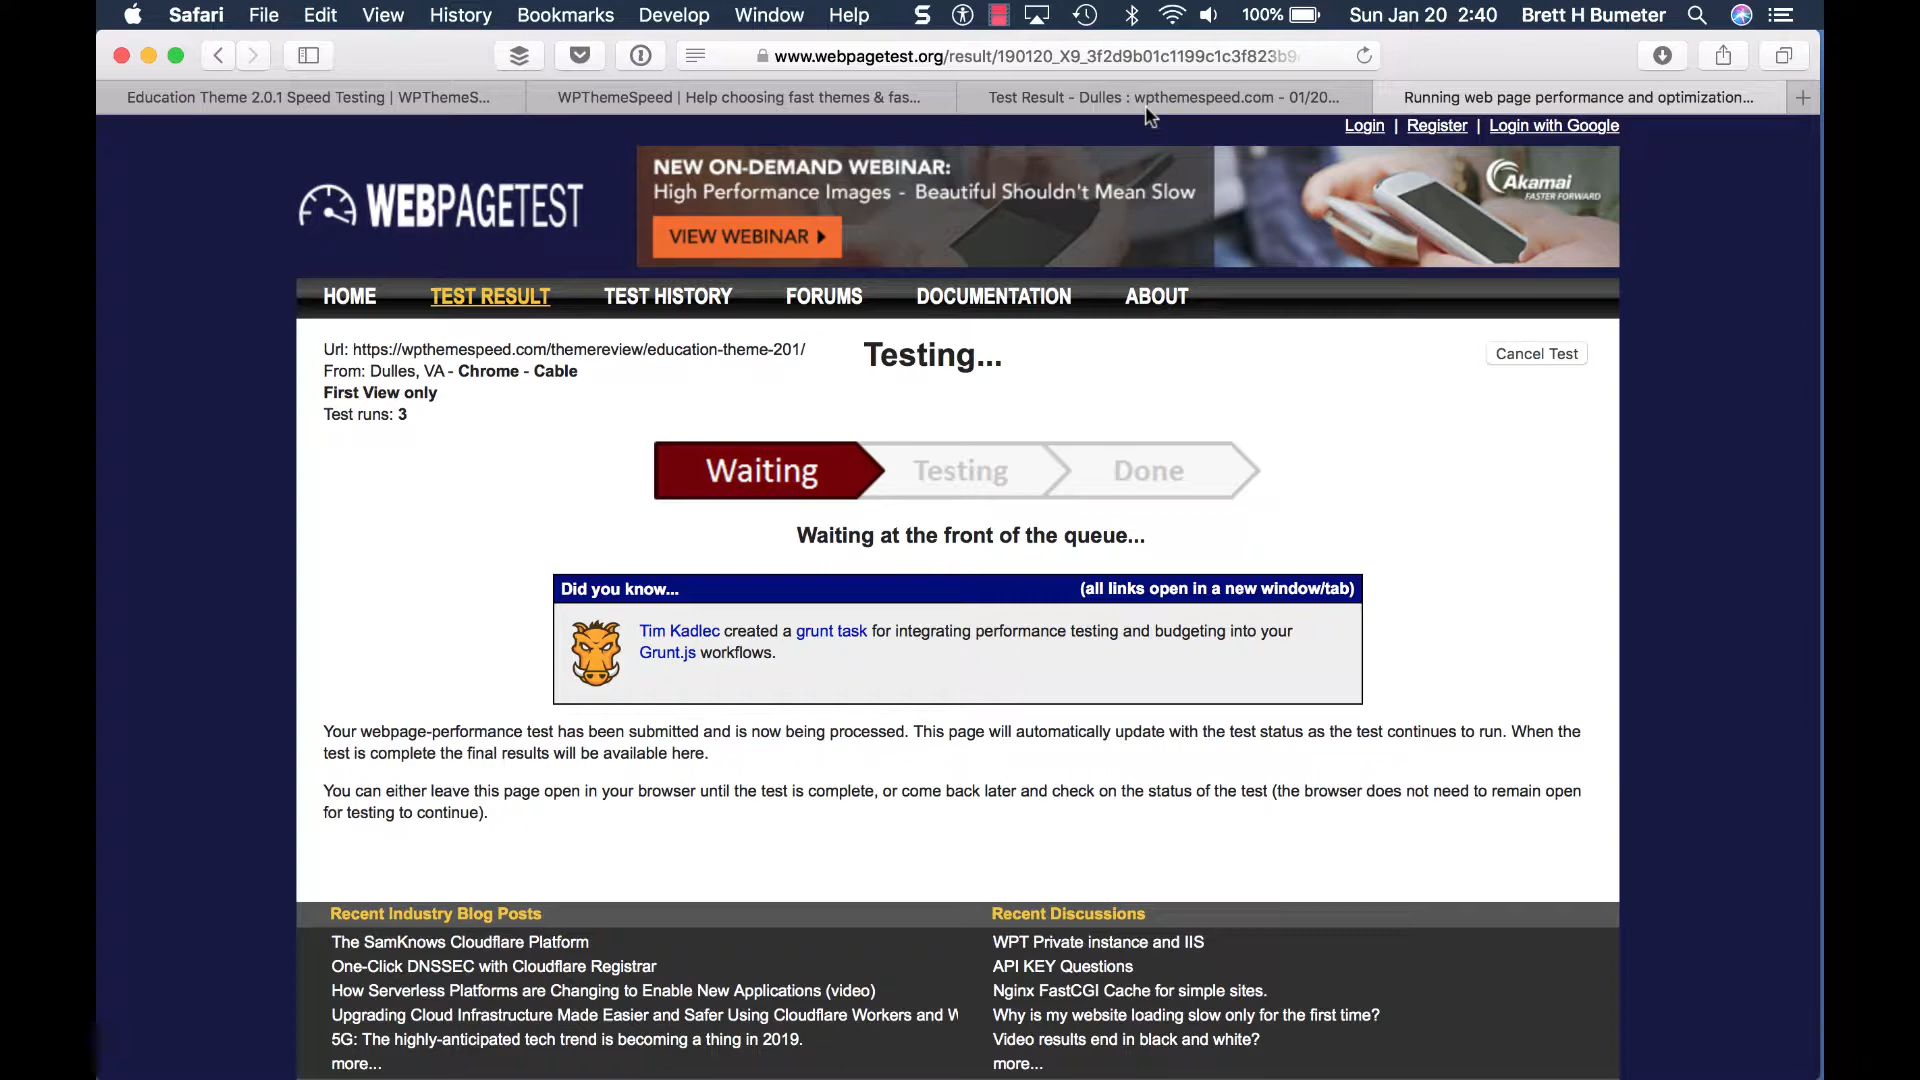 Safari File Edit View History Bookmarks Develop Window Help 100% Sun Jan 20 2:40 Brett H Bumeter
www.webpagetest.org/result/190120_X9_3f2d9b01c1199c1c3f823b9
Education Theme 2.0.1 Speed Testing | WPThemeS... WPThemeSpeed | Help choosing fast themes & fas... Test Result - Dulles : wpthemespeed.com - 01/20... Running web page performance and optimization...
Login | Register | Login with Google
WEBPAGETEST
NEW ON-DEMAND WEBINAR:
High Performance Images - Beautiful Shouldn't Mean Slow
VIEW WEBINAR
Akamai
FASTER FORWARD
HOME TEST RESULT TEST HISTORY FORUMS DOCUMENTATION ABOUT
Url: https://wpthemespeed.com/themereview/education-theme-201/
From: Dulles, VA - Chrome - Cable
First View only
Test runs: 3
Testing...
Cancel Test
Waiting Testing Done
Waiting at the front of the queue...
Did you know... (all links open in a new window/tab)
Tim Kadlec created a grunt task for integrating performance testing and budgeting into your
Grunt.js workflows.
Your webpage-performance test has been submitted and is now being processed. This page will automatically update with the test status as the test continues to run. When the
test is complete the final results will be available here.
You can either leave this page open in your browser until the test is complete, or come back later and check on the status of the test (the browser does not need to remain open
for testing to continue).
Recent Industry Blog Posts
The SamKnows Cloudflare Platform
One-Click DNSSEC with Cloudflare Registrar
How Serverless Platforms are Changing to Enable New Applications (video)
Upgrading Cloud Infrastructure Made Easier and Safer Using Cloudflare Workers and W
5G: The highly-anticipated tech trend is becoming a thing in 2019.
more...
Recent Discussions
WPT Private instance and IIS
API KEY Questions
Nginx FastCGI Cache for simple sites.
Why is my website loading slow only for the first time?
Video results end in black and white?
more...